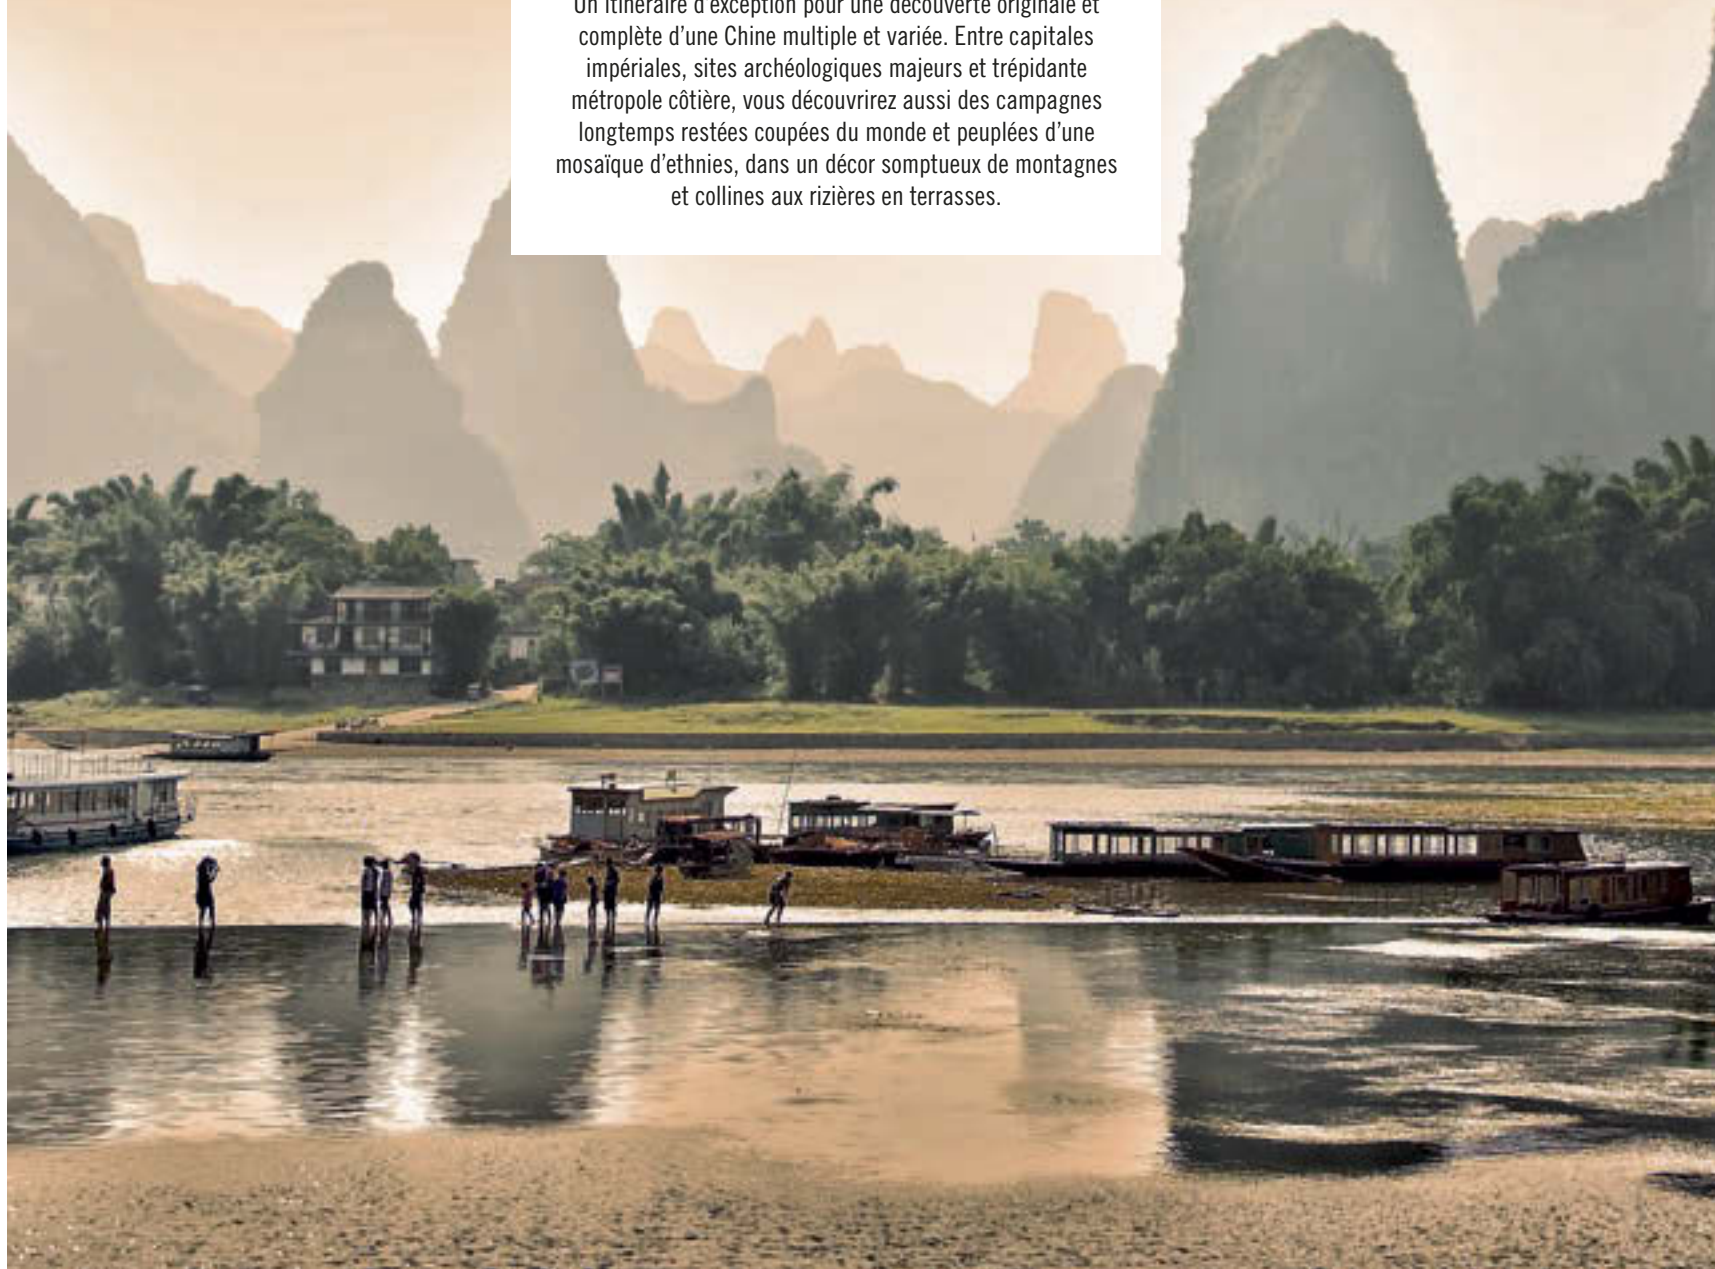 Un itinéraire d'exception pour une découverte originale et
complète d'une Chine multiple et variée. Entre capitales
impériales, sites archéologiques majeurs et trépidante
métropole côtière, vous découvrirez aussi des campagnes
longtemps restées coupées du monde et peuplées d'une
mosaïque d'ethnies, dans un décor somptueux de montagnes
et collines aux rizières en terrasses.